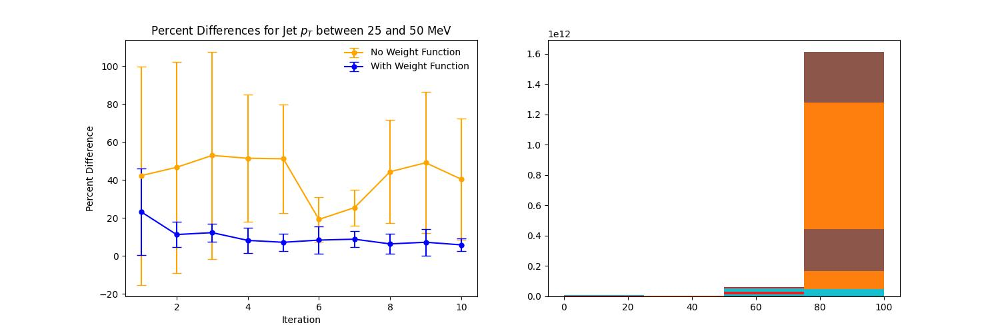 Percent Differences for Jet $p_T$ between 25 and 50 MeV
No Weight Function
With Weight Function
Percent Difference
100
80
60
40
20
0
−20
2 4 6 8 10
Iteration
1e12
1.6
1.4
1.2
1.0
0.8
0.6
0.4
0.2
0.0
0 20 40 60 80 100